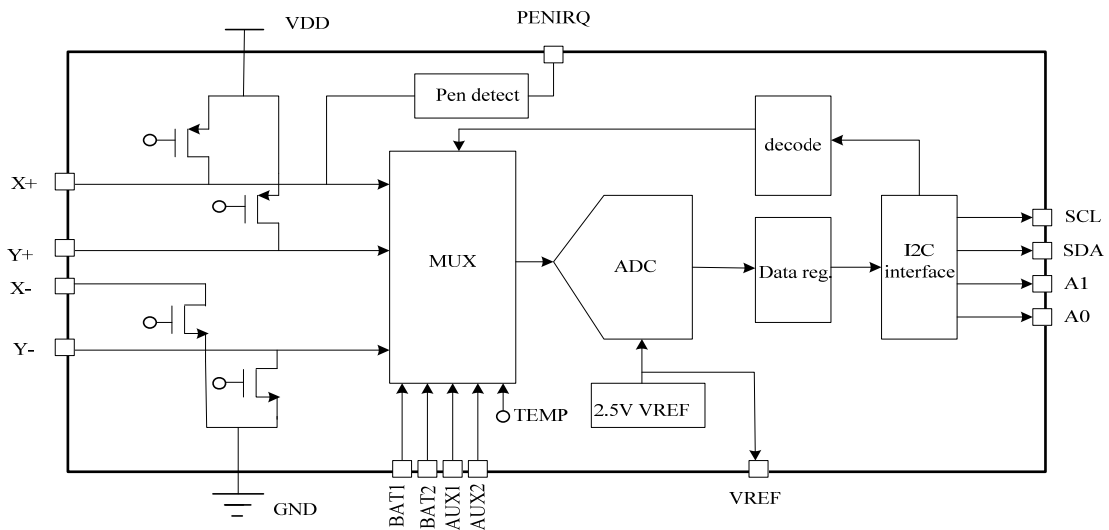 PENIRQ
VDD
Pen detect
decode
X+
Y+
X-
Y-
MUX
ADC
Data reg.
I2C
interface
SCL
SDA
A1
A0
2.5V VREF
TEMP
BAT1
BAT2
AUX1
AUX2
VREF
GND